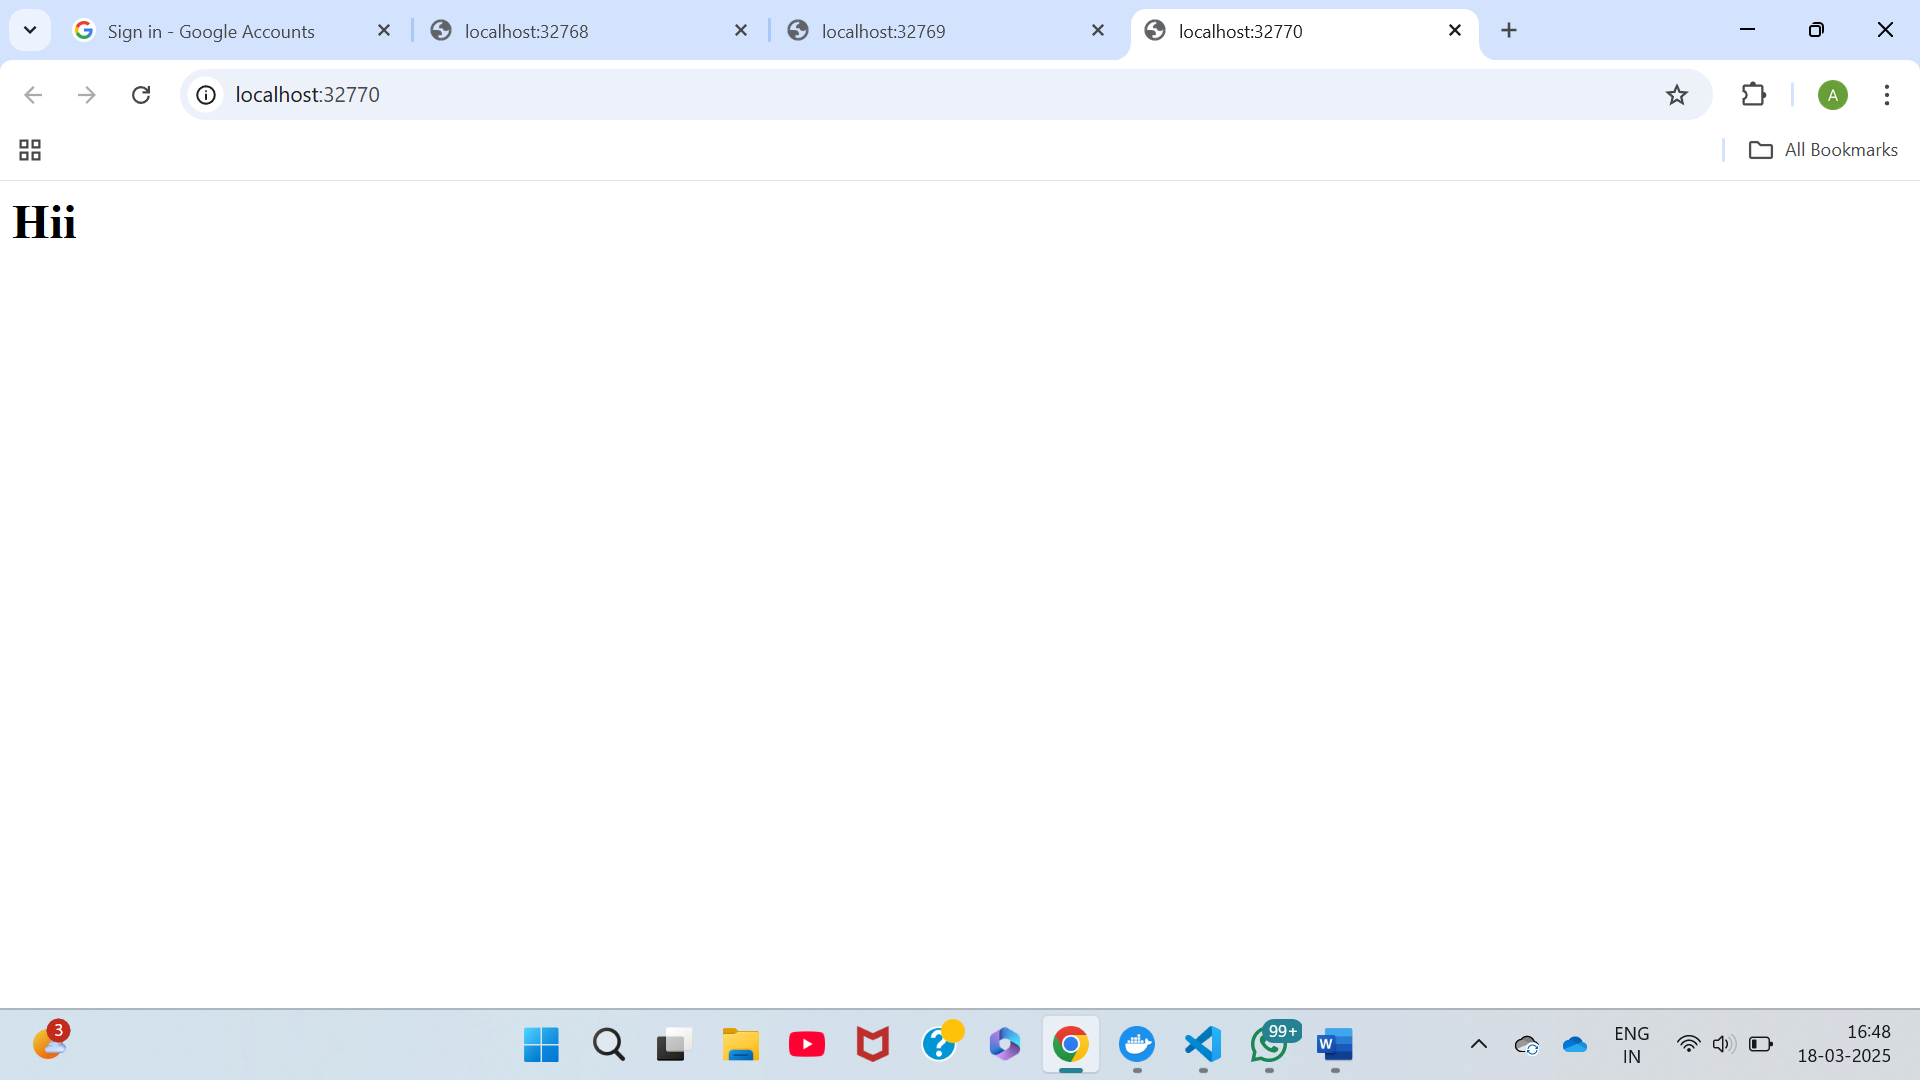 Sign in - Google Accounts
localhost:32768
localhost:32769
localhost:32770
localhost:32770
A
All Bookmarks
Hii
3
99+
W
ENG
IN
16:48
18-03-2025